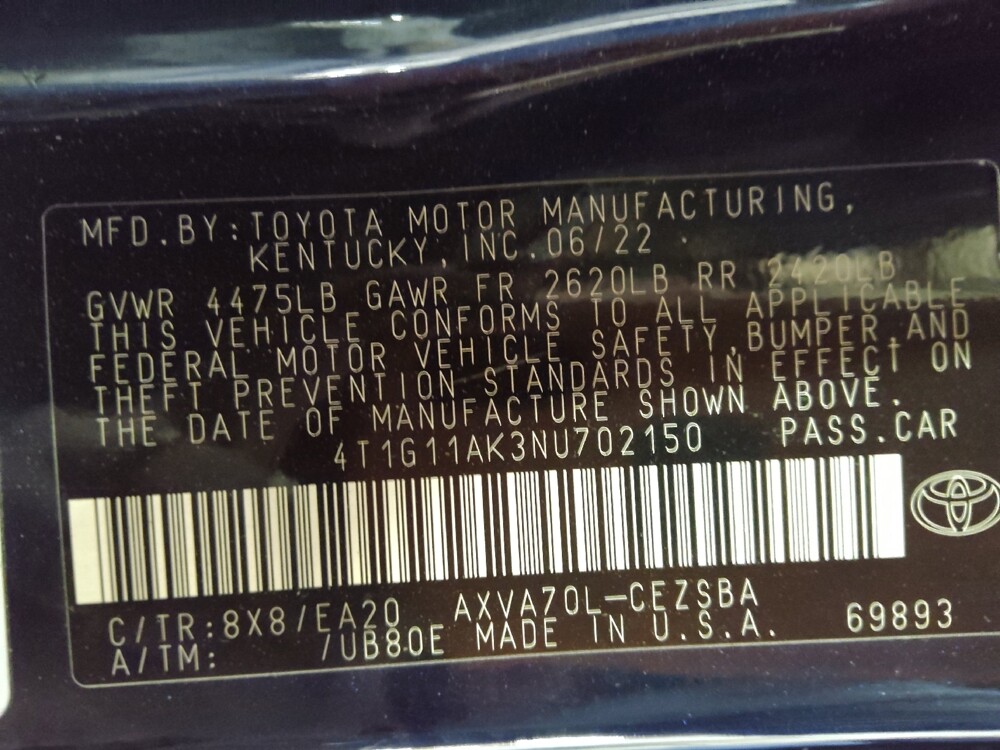 MFD.BY:TOYOTA MOTOR MANUFACTURING,
KENTUCKY,INC.06/22
GVWR 4475LB GAWR FR 2620LB RR 2420LB
THIS VEHICLE CONFORMS TO ALL APPLICABLE
FEDERAL MOTOR VEHICLE SAFETY,BUMPER,AND
THEFT PREVENTION STANDARDS IN EFFECT ON
THE DATE OF MANUFACTURE SHOWN ABOVE.
4T1G11AK3NU702150 PASS.CAR
C/TR:8X8/EA20 AXVA70L-CEZSBA
A/TM: /UB80E MADE IN U.S.A. 69893